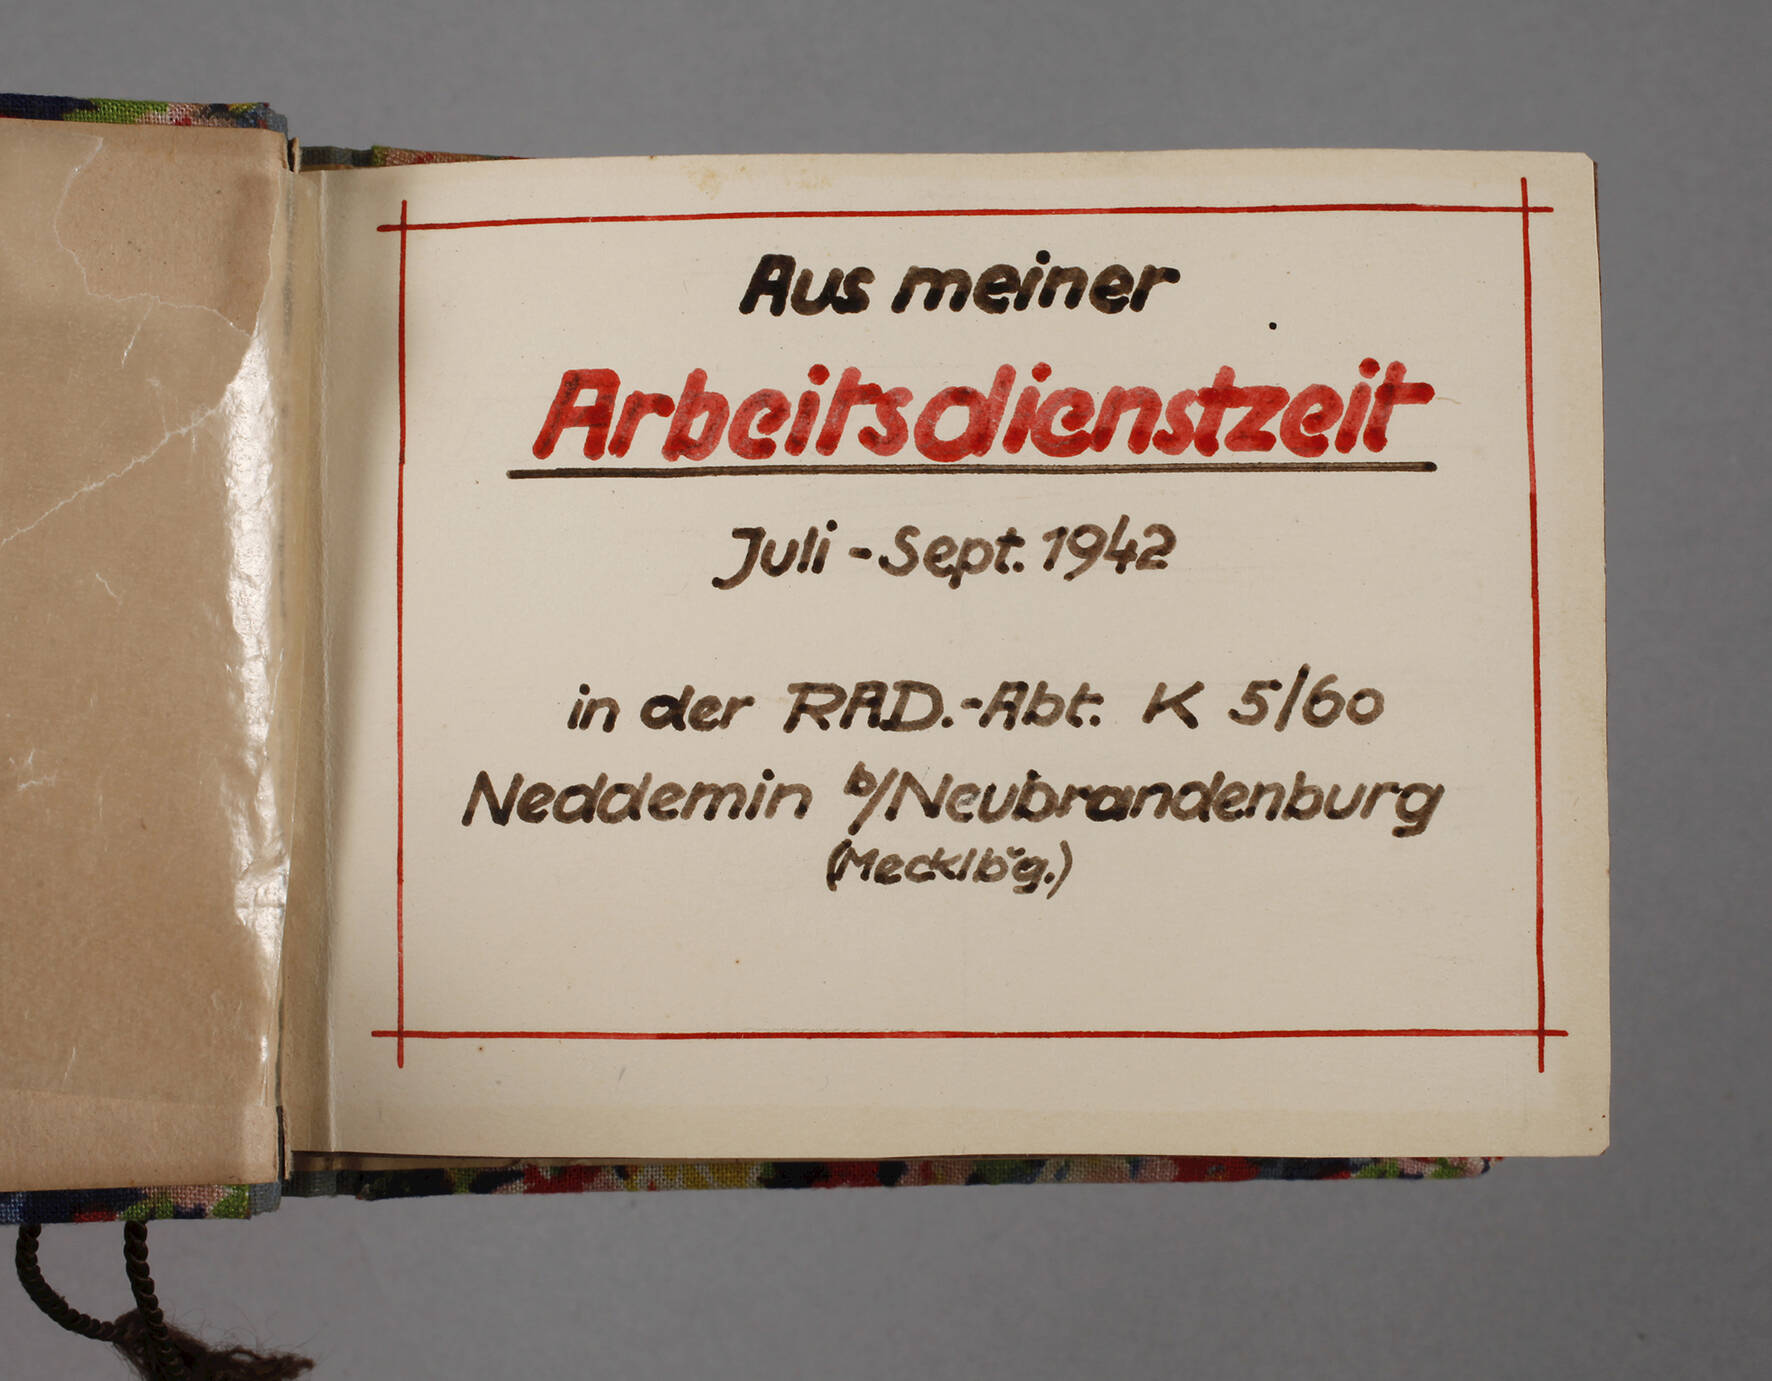 Aus meiner
Arbeitsdienstzeit
Juli - Sept. 1942
in der RAD.-Abt. K 5/60
Neddemin b/Neubrandenburg
(Mecklb'g.)